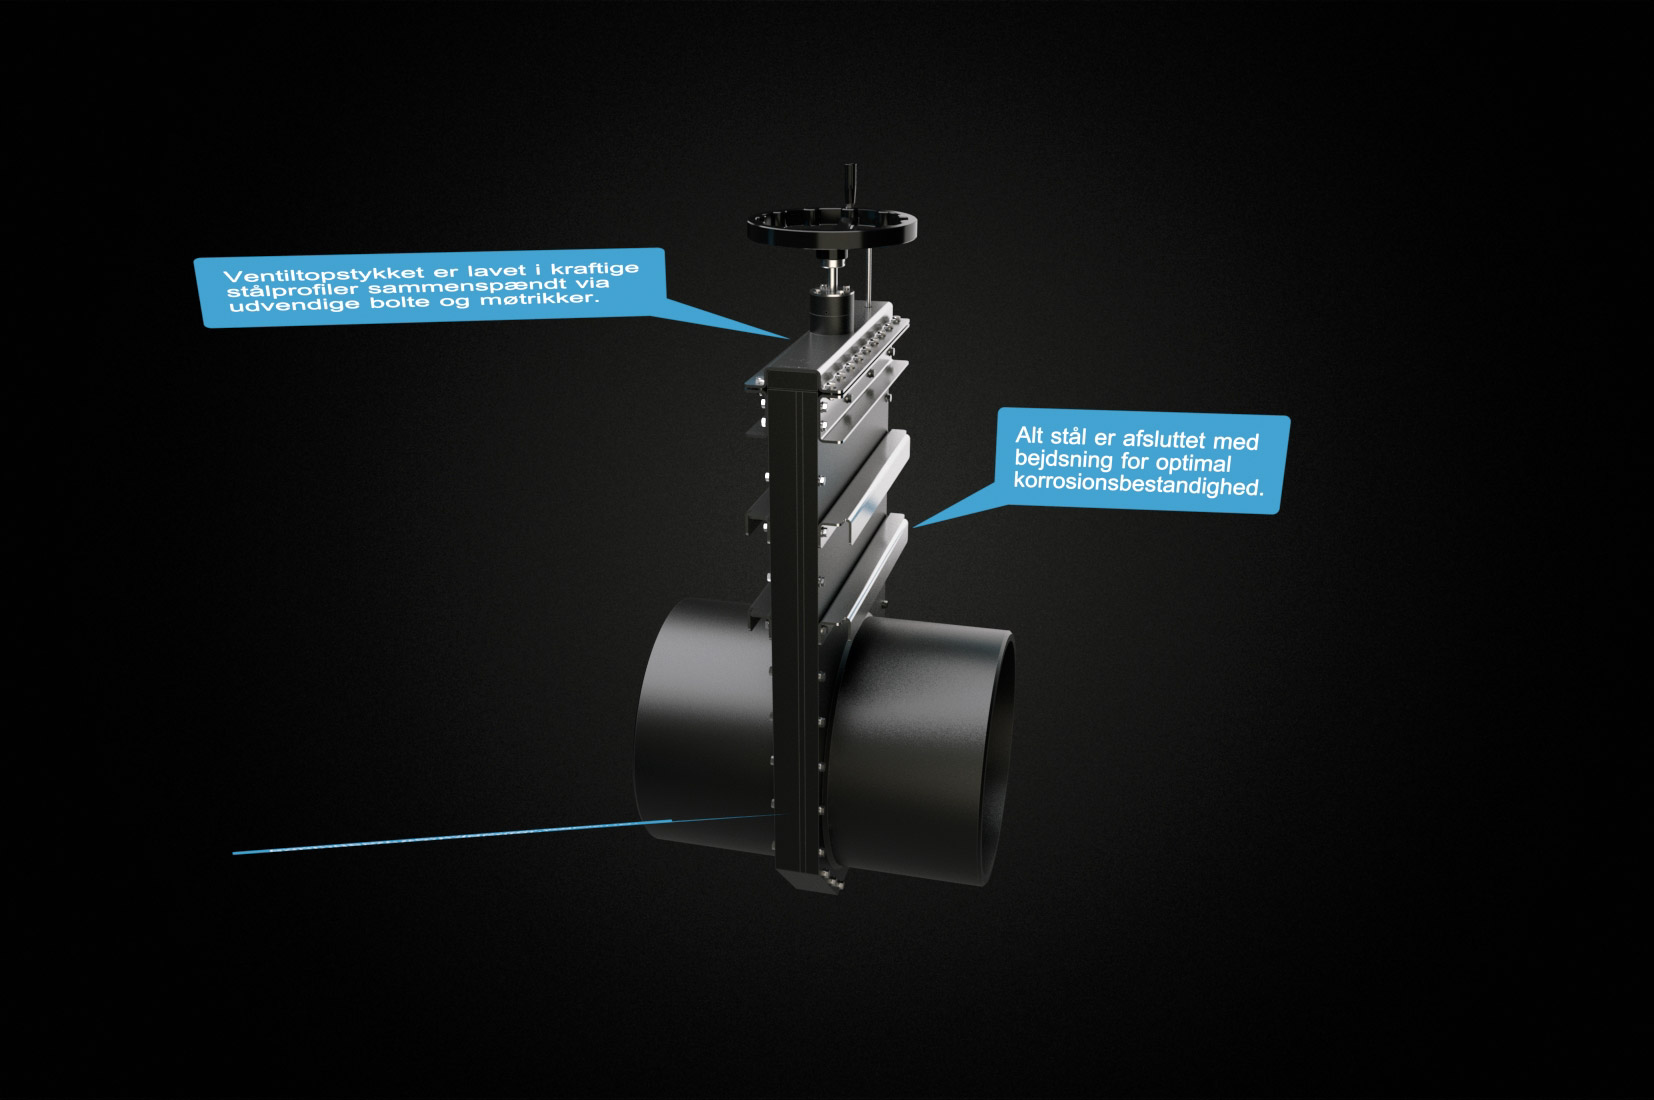 Ventiltopstykket er lavet i kraftige
stålprofiler sammenspændt via
udvendige bolte og møtrikker.
Alt stål er afsluttet med
bejdsning for optimal
korrosionsbestandighed.